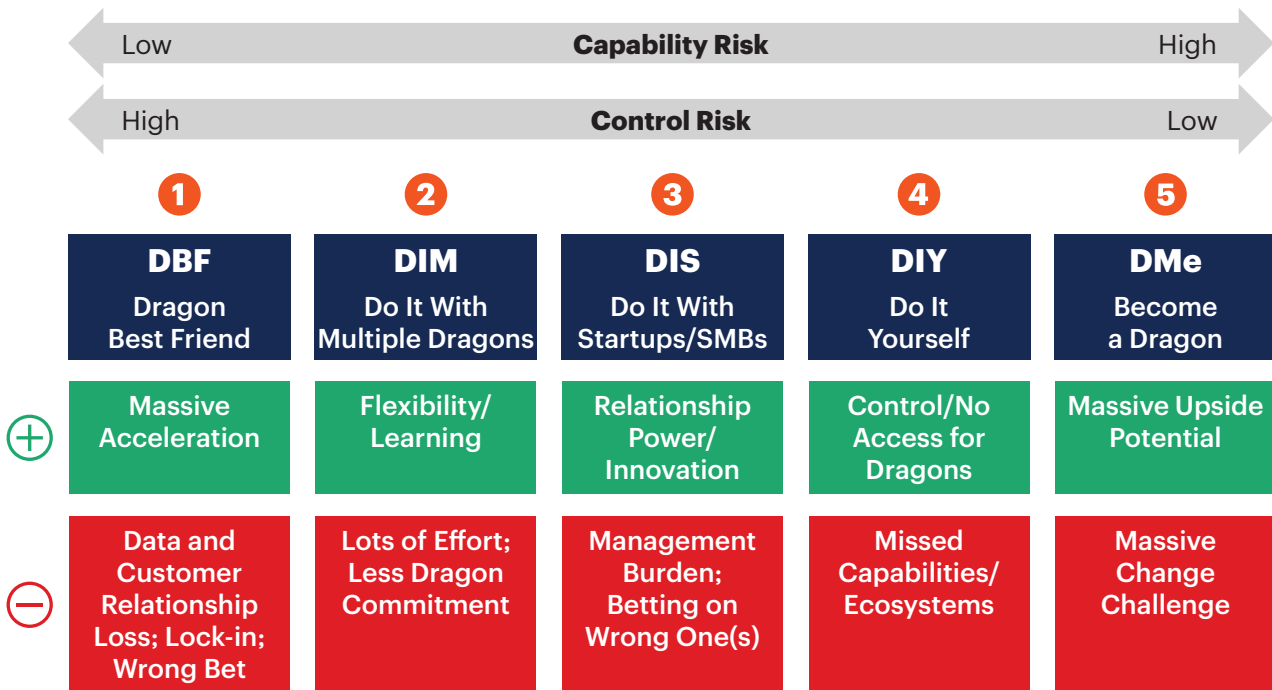 Low Capability Risk High
High Control Risk Low
1 2 3 4 5
DBF
Dragon
Best Friend
DIM
Do It With
Multiple Dragons
DIS
Do It With
Startups/SMBs
DIY
Do It
Yourself
DMe
Become
a Dragon
+
Massive
Acceleration
Flexibility/
Learning
Relationship
Power/
Innovation
Control/No
Access for
Dragons
Massive Upside
Potential
−
Data and
Customer
Relationship
Loss; Lock-in;
Wrong Bet
Lots of Effort;
Less Dragon
Commitment
Management
Burden;
Betting on
Wrong One(s)
Missed
Capabilities/
Ecosystems
Massive
Change
Challenge